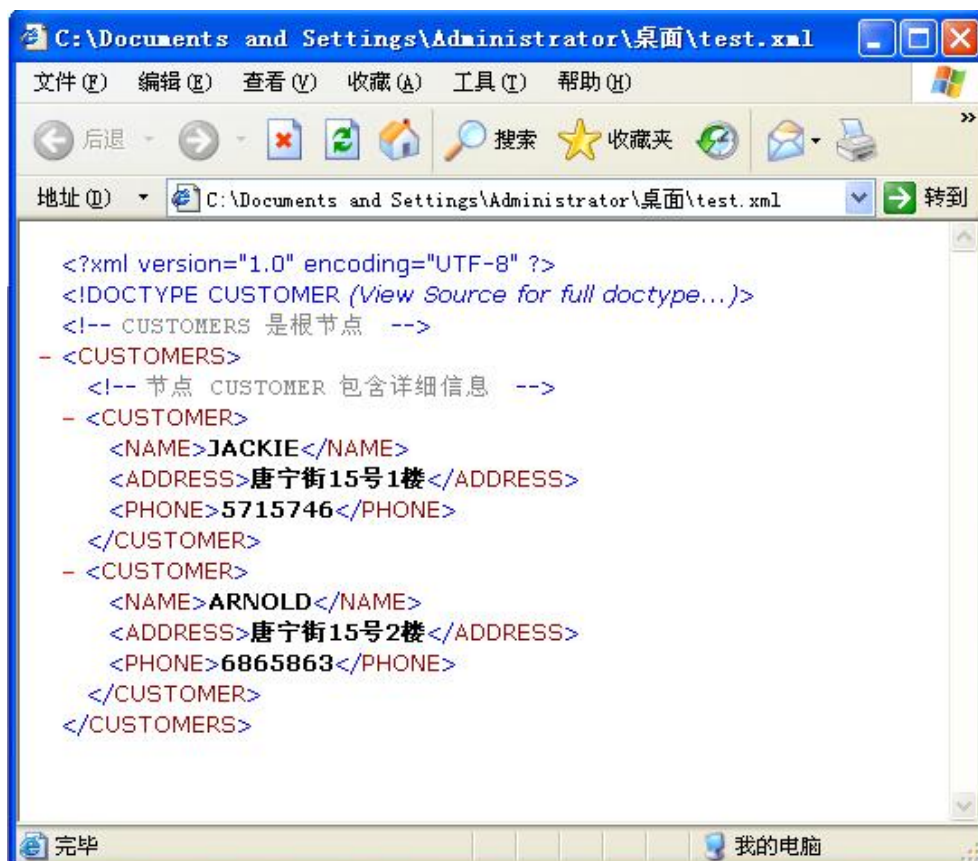 C:\Documents and Settings\Administrator\桌面\test.xml
文件(F) 编辑(E) 查看(V) 收藏(A) 工具(T) 帮助(H)
后退 搜索 收藏夹 »
地址(D) C:\Documents and Settings\Administrator\桌面\test.xml 转到
<?xml version="1.0" encoding="UTF-8" ?>
<!DOCTYPE CUSTOMER (View Source for full doctype...)>
<!-- CUSTOMERS 是根节点 -->
- <CUSTOMERS>
<!-- 节点 CUSTOMER 包含详细信息 -->
- <CUSTOMER>
<NAME>JACKIE</NAME>
<ADDRESS>唐宁街15号1楼</ADDRESS>
<PHONE>5715746</PHONE>
</CUSTOMER>
- <CUSTOMER>
<NAME>ARNOLD</NAME>
<ADDRESS>唐宁街15号2楼</ADDRESS>
<PHONE>6865863</PHONE>
</CUSTOMER>
</CUSTOMERS>
完毕 我的电脑